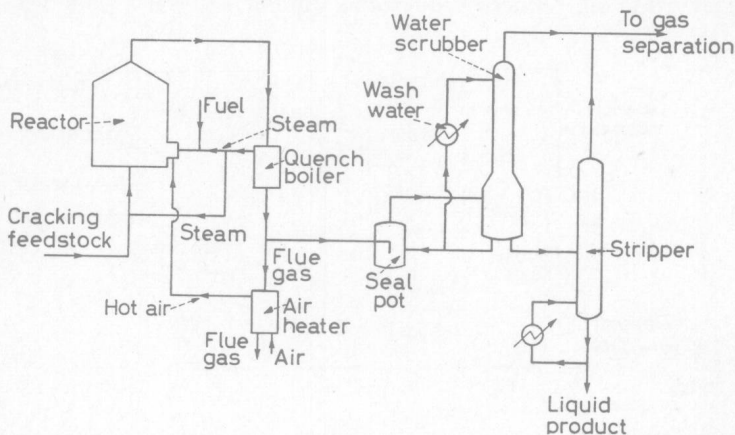 To gas
separation
Water
scrubber
Wash
water
Fuel
Steam
Reactor
Quench
boiler
Cracking
feedstock
Steam
Flue
gas
Seal
pot
Stripper
Hot air
Air
heater
Flue
gas
Air
Liquid
product